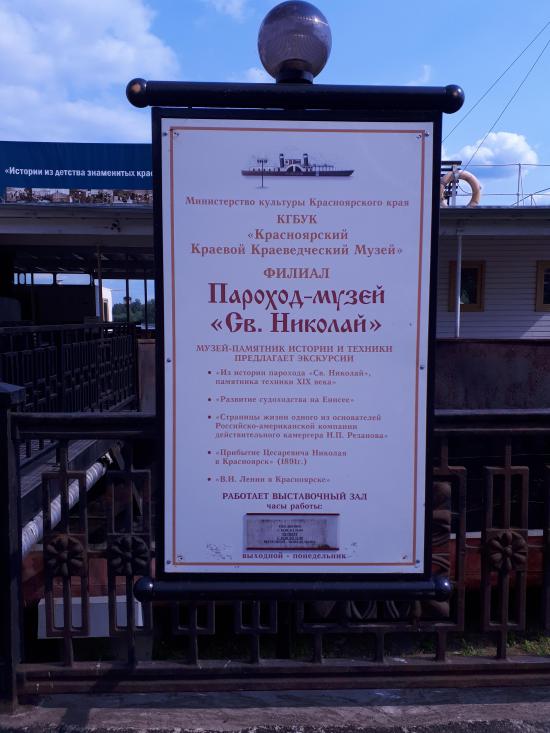 «Истории из детства знаменитых крас
Министерство культуры Красноярского края
КГБУК
«Красноярский
Краевой Краеведческий Музей»
ФИЛИАЛ
Пароход-музей
«Св. Николай»
МУЗЕЙ-ПАМЯТНИК ИСТОРИИ И ТЕХНИКИ
ПРЕДЛАГАЕТ ЭКСКУРСИИ
• «Из истории парохода «Св. Николай»,
памятника техники XIX века»
• «Развитие судоходства на Енисее»
• «Страницы жизни одного из основателей
Российско-американской компании
действительного камергера Н.П. Резанова»
• «Прибытие Цесаревича Николая
в Красноярск» (1891г.)
• «В.И. Ленин в Красноярске»
РАБОТАЕТ ВЫСТАВОЧНЫЙ ЗАЛ
часы работы:
выходной - понедельник